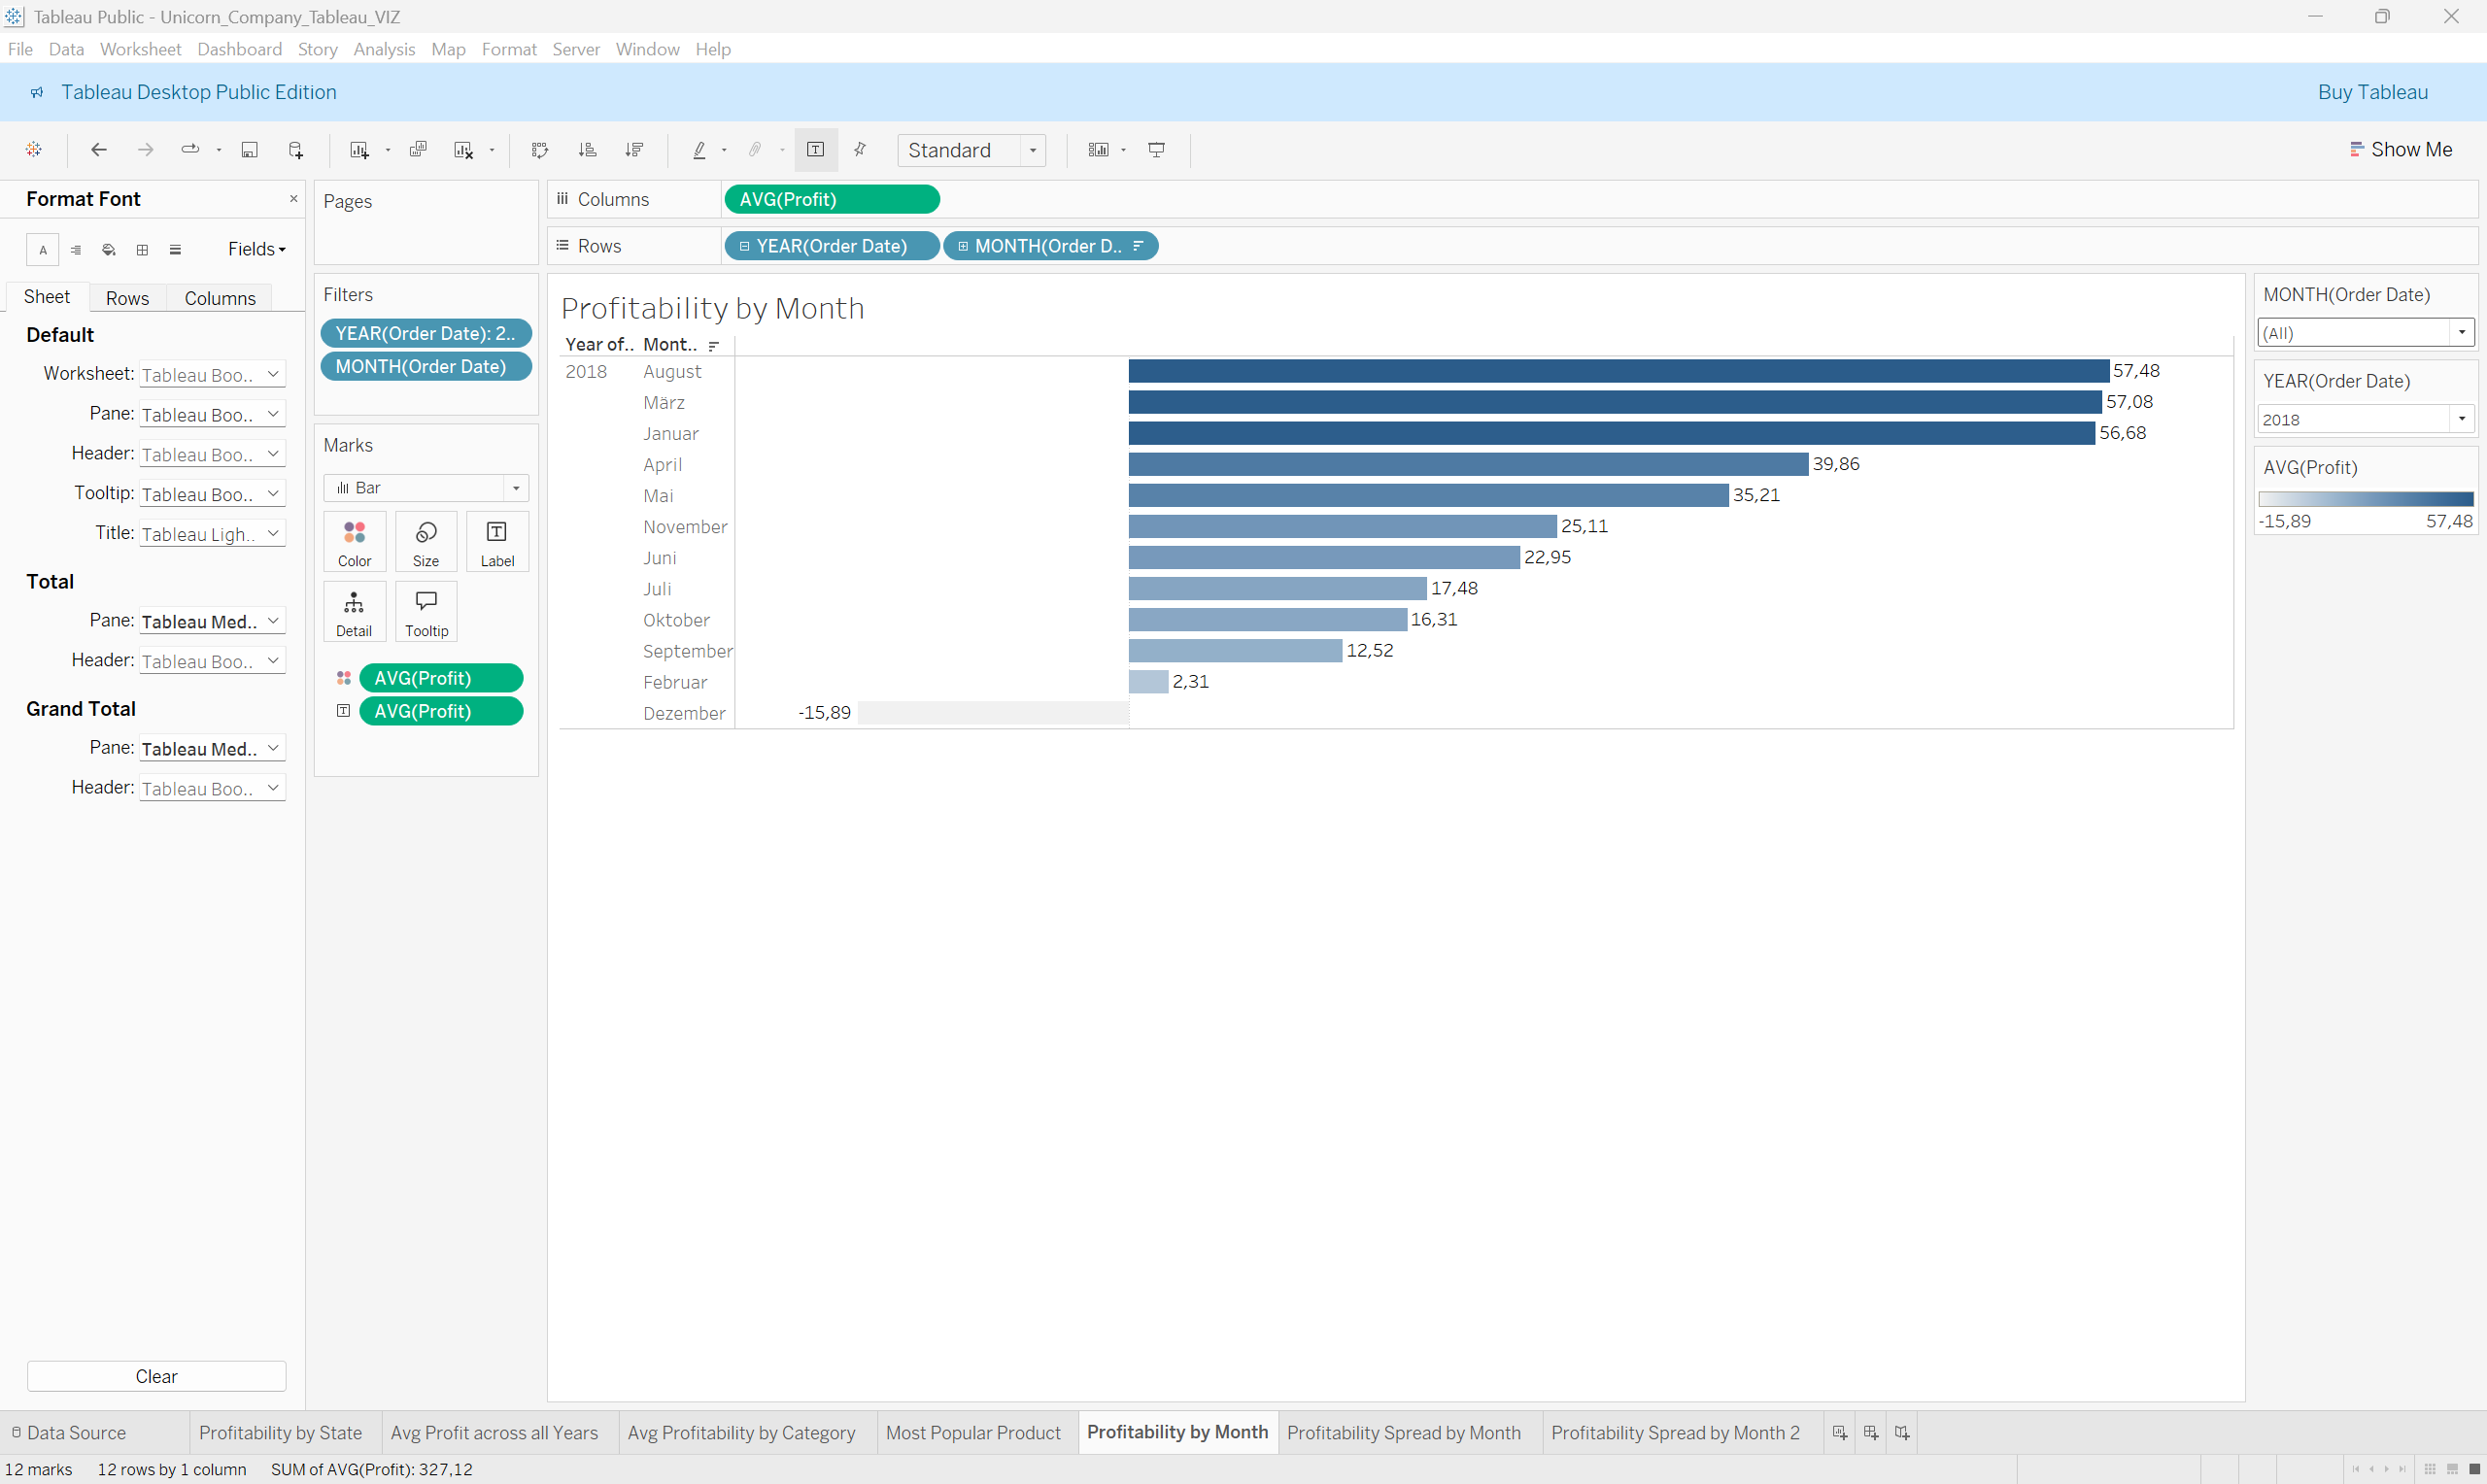 Tableau Public - Unicorn_Company_Tableau_VIZ
File Data Worksheet Dashboard Story Analysis Map Format Server Window Help
Tableau Desktop Public Edition
Buy Tableau
Standard
Show Me
Format Font
Fields
Sheet Rows Columns
Default
Worksheet: Tableau Boo..
Pane: Tableau Boo..
Header: Tableau Boo..
Tooltip: Tableau Boo..
Title: Tableau Ligh..
Total
Pane: Tableau Med..
Header: Tableau Boo..
Grand Total
Pane: Tableau Med..
Header: Tableau Boo..
Clear
Pages
Filters
YEAR(Order Date): 2..
MONTH(Order Date)
Marks
Bar
Color Size Label
Detail Tooltip
AVG(Profit)
AVG(Profit)
Columns AVG(Profit)
Rows YEAR(Order Date) MONTH(Order D..
Profitability by Month
Year of.. Mont..
2018 August 57,48
März 57,08
Januar 56,68
April 39,86
Mai 35,21
November 25,11
Juni 22,95
Juli 17,48
Oktober 16,31
September 12,52
Februar 2,31
Dezember -15,89
MONTH(Order Date)
(All)
YEAR(Order Date)
2018
AVG(Profit)
-15,89 57,48
Data Source Profitability by State Avg Profit across all Years Avg Profitability by Category Most Popular Product Profitability by Month Profitability Spread by Month Profitability Spread by Month 2
12 marks 12 rows by 1 column SUM of AVG(Profit): 327,12